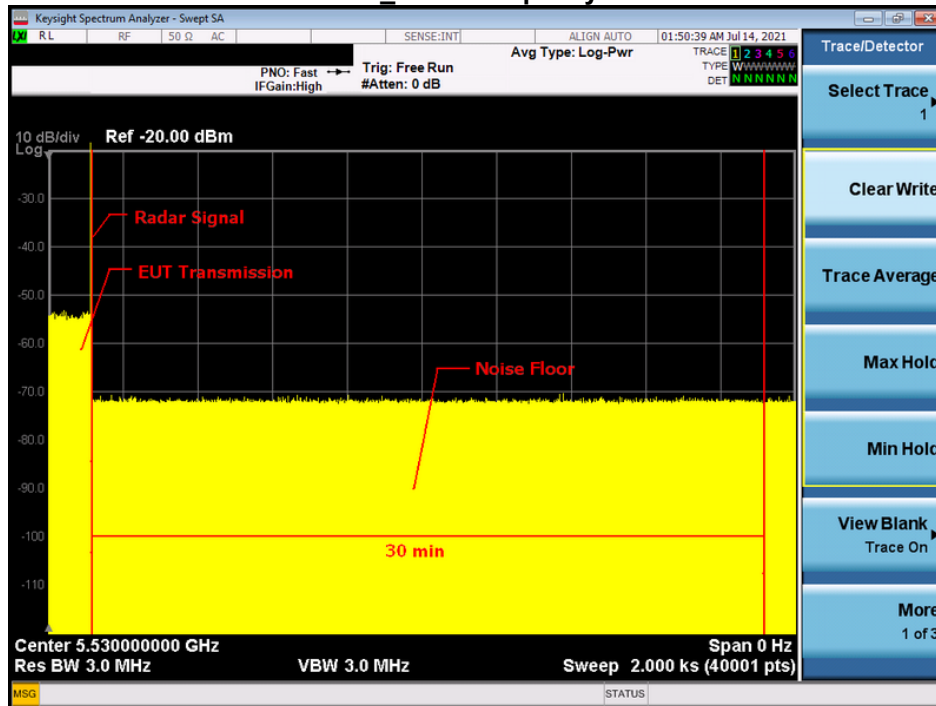 Keysight Spectrum Analyzer - Swept SA
LXI RL RF 50 Ω AC SENSE:INT ALIGN AUTO 01:50:39 AM Jul 14, 2021
Avg Type: Log-Pwr
TRACE 1 2 3 4 5 6
TYPE WWWWWW
DET N N N N N N
PNO: Fast
IFGain:High
Trig: Free Run
#Atten: 0 dB
Trace/Detector
Select Trace
1
10 dB/div Ref -20.00 dBm
Log
Clear Write
-30.0
Radar Signal
-40.0
EUT Transmission
Trace Average
-50.0
-60.0
Noise Floor
Max Hold
-70.0
-80.0
Min Hold
-90.0
View Blank
Trace On
-100
30 min
-110
More
1 of 3
Center 5.530000000 GHz Span 0 Hz
Res BW 3.0 MHz VBW 3.0 MHz Sweep 2.000 ks (40001 pts)
MSG STATUS